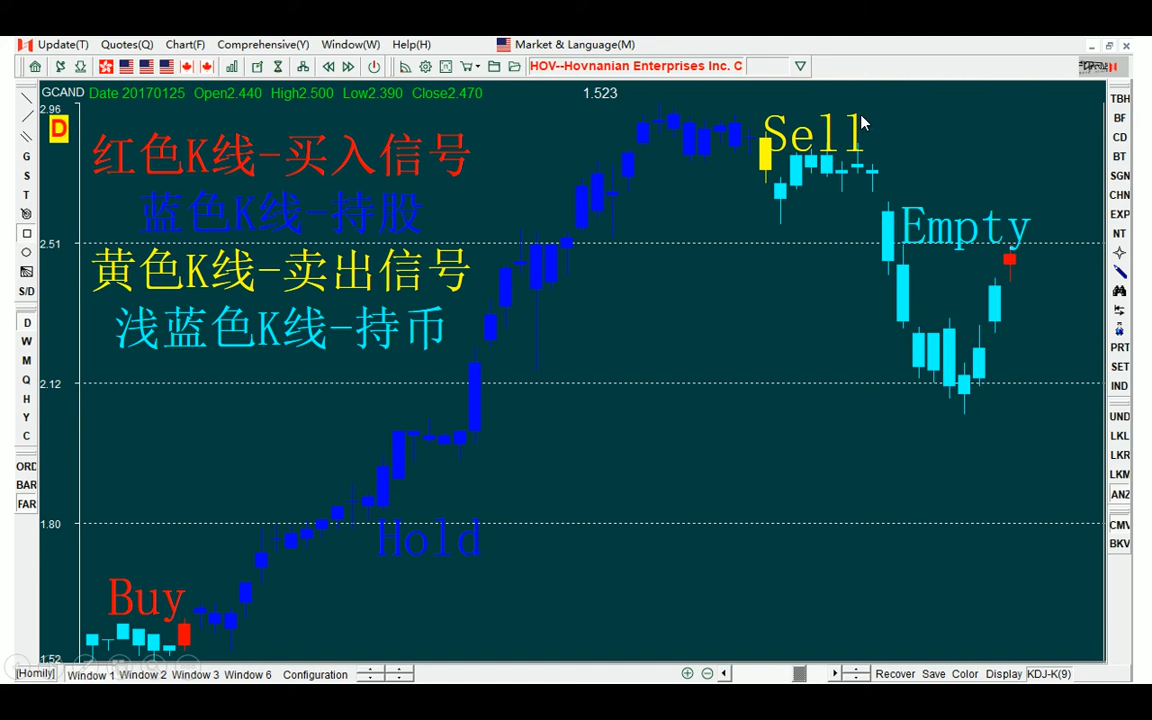 Update(T) Quotes(Q) Chart(F) Comprehensive(Y) Window(W) Help(H) Market & Language(M)
HOV--Hovnanian Enterprises Inc. C
GCAND Date 20170125 Open2.440 High2.500 Low2.390 Close2.470 1.523
2.96
D
红色K线-买入信号
蓝色K线-持股
黄色K线-卖出信号
浅蓝色K线-持币
Sell
Empty
Hold
Buy
2.51
2.12
1.80
1.52
G
S
T
S/D
D
W
M
Q
H
Y
C
ORD
BAR
FAR
TBH
BF
CD
BT
SGN
CHN
EXP
NT
PRT
SET
IND
UND
LKL
LKR
LKM
ANZ
CMV
BKV
[Homily] Window 1 Window 2 Window 3 Window 6 Configuration Recover Save Color Display KDJ-K(9)